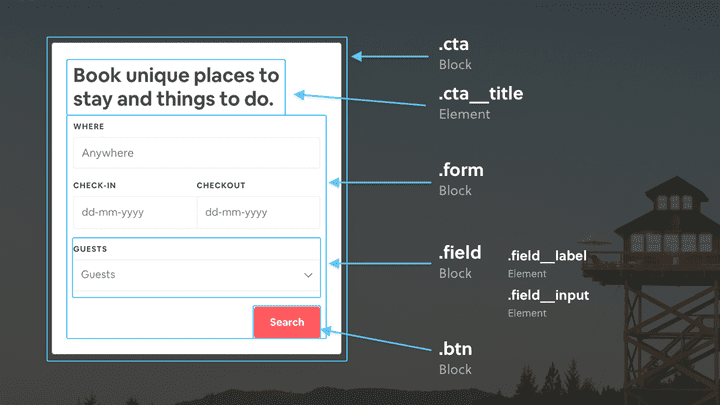 Book unique places to
stay and things to do.
WHERE
Anywhere
CHECK-IN CHECKOUT
dd-mm-yyyy dd-mm-yyyy
GUESTS
Guests
Search
.cta
Block
.cta__title
Element
.form
Block
.field
Block
.field__label
Element
.field__input
Element
.btn
Block